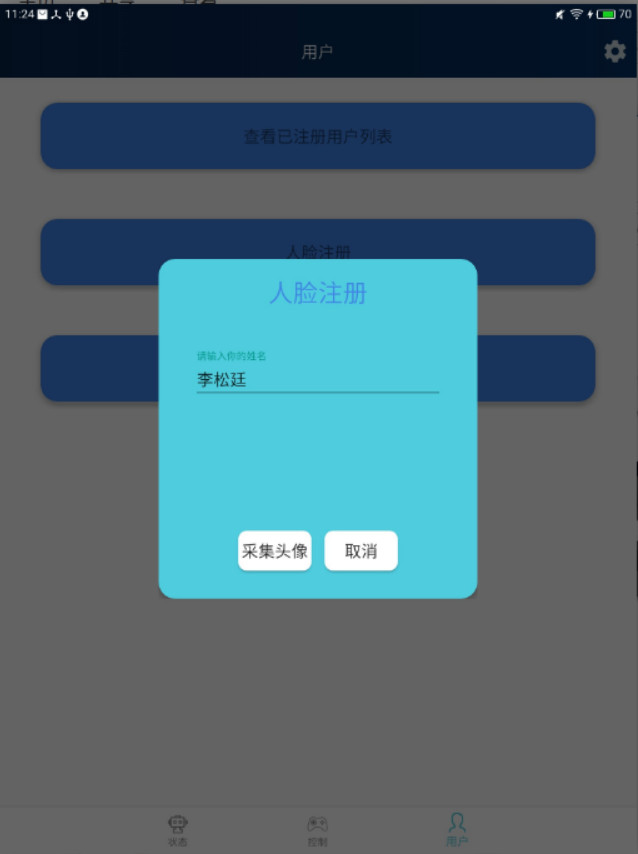 11:24
70
用户
查看已注册用户列表
人脸注册
人脸注册
请输入你的姓名
李松廷
采集头像
取消
状态
控制
用户